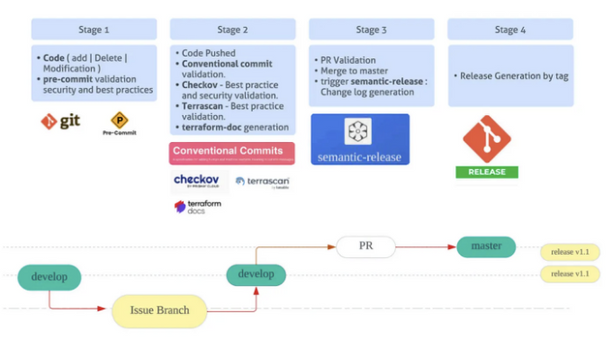 Stage 1
• Code ( add | Delete |
Modification )
• pre-commit validation
security and best practices
git
Pre-Commit
Stage 2
• Code Pushed
• Conventional commit
validation.
• Checkov - Best practice
and security validation.
• Terrascan - Best practice
validation.
• terraform-doc generation
Conventional Commits
checkov
terrascan
terraform
docs
Stage 3
• PR Validation
• Merge to master
• trigger semantic-release :
Change log generation
semantic-release
Stage 4
• Release Generation by tag
RELEASE
PR
master
release v1.1
develop
develop
release v1.1
Issue Branch